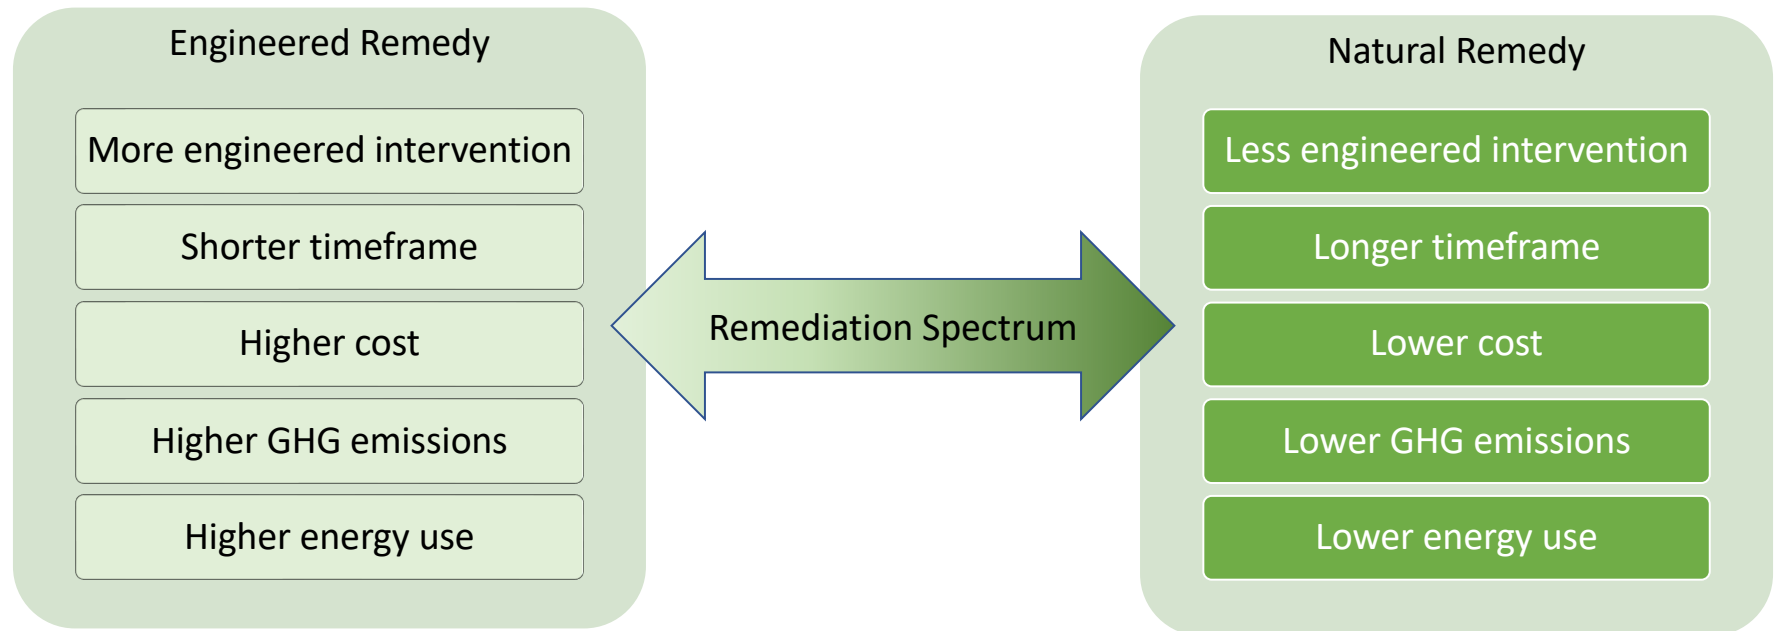 Engineered Remedy
More engineered intervention
Shorter timeframe
Higher cost
Higher GHG emissions
Higher energy use
Remediation Spectrum
Natural Remedy
Less engineered intervention
Longer timeframe
Lower cost
Lower GHG emissions
Lower energy use